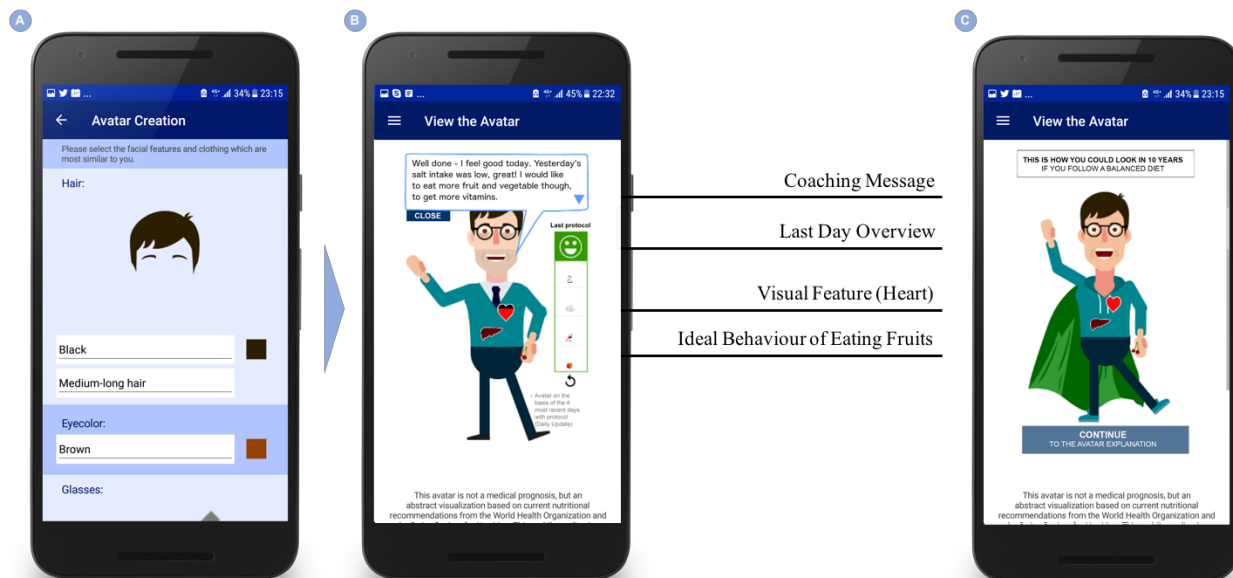 A
34% 23:15
Avatar Creation
Please select the facial features and clothing which are
most similar to you.
Hair:
Black
Medium-long hair
Eyecolor:
Brown
Glasses:
B
... 45% 22:32
View the Avatar
Well done - I feel good today. Yesterday's
salt intake was low, great! I would like
to eat more fruit and vegetable though,
to get more vitamins.
CLOSE
Last protocol
Avatar on the
basis of the 4
most recent days
with protocol
(Daily Update)
This avatar is not a medical prognosis, but an
abstract visualization based on current nutritional
recommendations from the World Health Organization and
Coaching Message
Last Day Overview
Visual Feature (Heart)
Ideal Behaviour of Eating Fruits
C
... 34% 23:15
View the Avatar
THIS IS HOW YOU COULD LOOK IN 10 YEARS
IF YOU FOLLOW A BALANCED DIET
CONTINUE
TO THE AVATAR EXPLANATION
This avatar is not a medical prognosis, but an
abstract visualization based on current nutritional
recommendations from the World Health Organization and